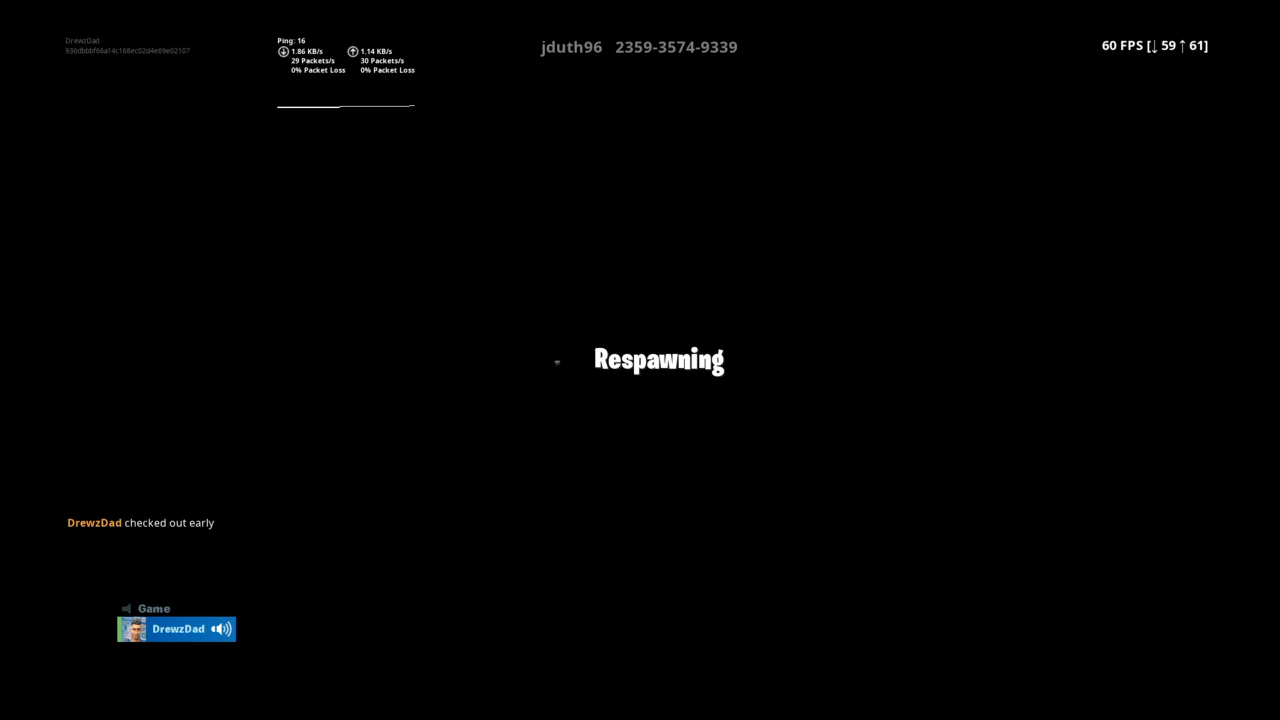 DrewzDad
936dbbbf66a14c168ec02d4e69e02107
Ping: 16
1.86 KB/s 1.14 KB/s
29 Packets/s 30 Packets/s
0% Packet Loss 0% Packet Loss
jduth96 2359-3574-9339
60 FPS [↓ 59 ↑ 61]
Respawning
DrewzDad checked out early
Game
DrewzDad